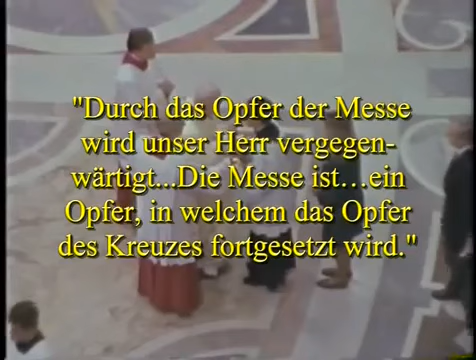 "Durch das Opfer der Messe
wird unser Herr vergegen-
wärtigt...Die Messe ist…ein
Opfer, in welchem das Opfer
des Kreuzes fortgesetzt wird."